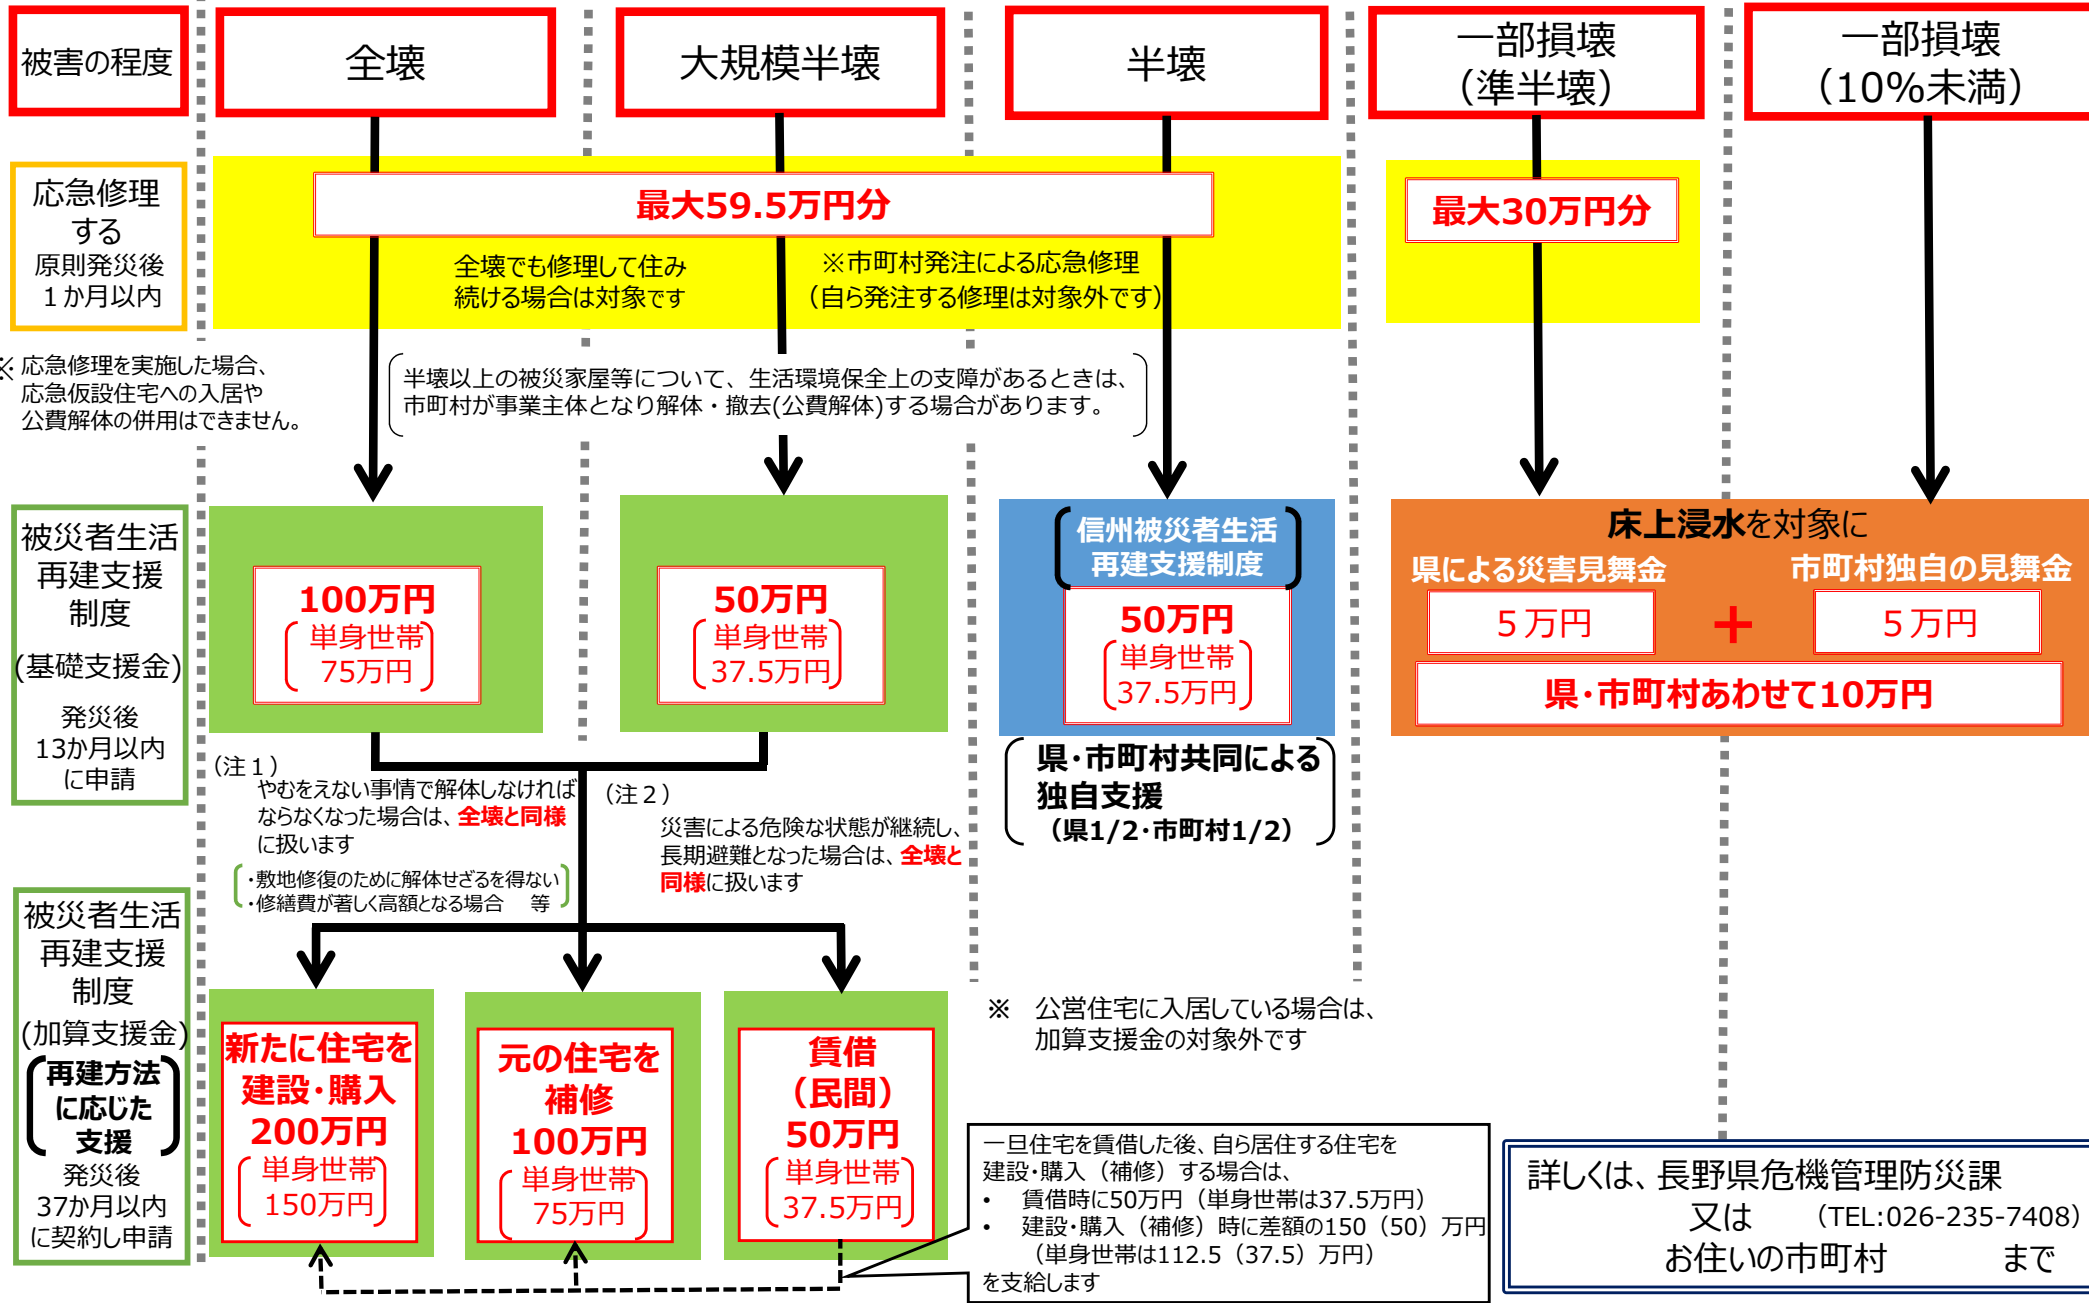 被害の程度
全壊
大規模半壊
半壊
一部損壊
（準半壊）
一部損壊
（10%未満）
応急修理
する
原則発災後
１か月以内
最大59.5万円分
全壊でも修理して住み
続ける場合は対象です
※市町村発注による応急修理
（自ら発注する修理は対象外です）
最大30万円分
※ 応急修理を実施した場合、
応急仮設住宅への入居や
公費解体の併用はできません。
半壊以上の被災家屋等について、生活環境保全上の支障があるときは、
市町村が事業主体となり解体・撤去(公費解体)する場合があります。
被災者生活
再建支援
制度
(基礎支援金)
発災後
13か月以内
に申請
100万円
単身世帯
75万円
50万円
単身世帯
37.5万円
信州被災者生活
再建支援制度
50万円
単身世帯
37.5万円
県・市町村共同による
独自支援
（県1/2・市町村1/2）
床上浸水を対象に
県による災害見舞金
市町村独自の見舞金
５万円
＋
５万円
県・市町村あわせて10万円
（注１）
やむをえない事情で解体しなければ
ならなくなった場合は、全壊と同様
に扱います
・敷地修復のために解体せざるを得ない
・修繕費が著しく高額となる場合　等
（注２）
災害による危険な状態が継続し、
長期避難となった場合は、全壊と
同様に扱います
被災者生活
再建支援
制度
(加算支援金)
再建方法
に応じた
支援
発災後
37か月以内
に契約し申請
新たに住宅を
建設・購入
200万円
単身世帯
150万円
元の住宅を
補修
100万円
単身世帯
75万円
賃借
（民間）
50万円
単身世帯
37.5万円
※　公営住宅に入居している場合は、
加算支援金の対象外です
一旦住宅を賃借した後、自ら居住する住宅を
建設・購入（補修）する場合は、
• 賃借時に50万円（単身世帯は37.5万円）
• 建設・購入（補修）時に差額の150（50）万円
（単身世帯は112.5（37.5）万円）
を支給します
詳しくは、長野県危機管理防災課
又は　（TEL:026-235-7408）
お住いの市町村　まで